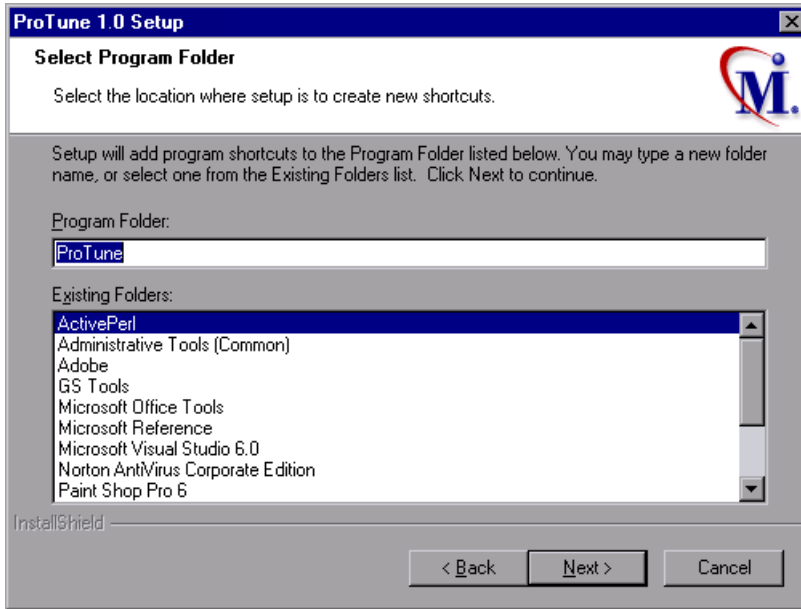 ProTune 1.0 Setup
Select Program Folder
Select the location where setup is to create new shortcuts.
M.
Setup will add program shortcuts to the Program Folder listed below. You may type a new folder
name, or select one from the Existing Folders list. Click Next to continue.
Program Folder:
ProTune
Existing Folders:
ActivePerl
Administrative Tools (Common)
Adobe
GS Tools
Microsoft Office Tools
Microsoft Reference
Microsoft Visual Studio 6.0
Norton AntiVirus Corporate Edition
Paint Shop Pro 6
InstallShield
< Back
Next >
Cancel